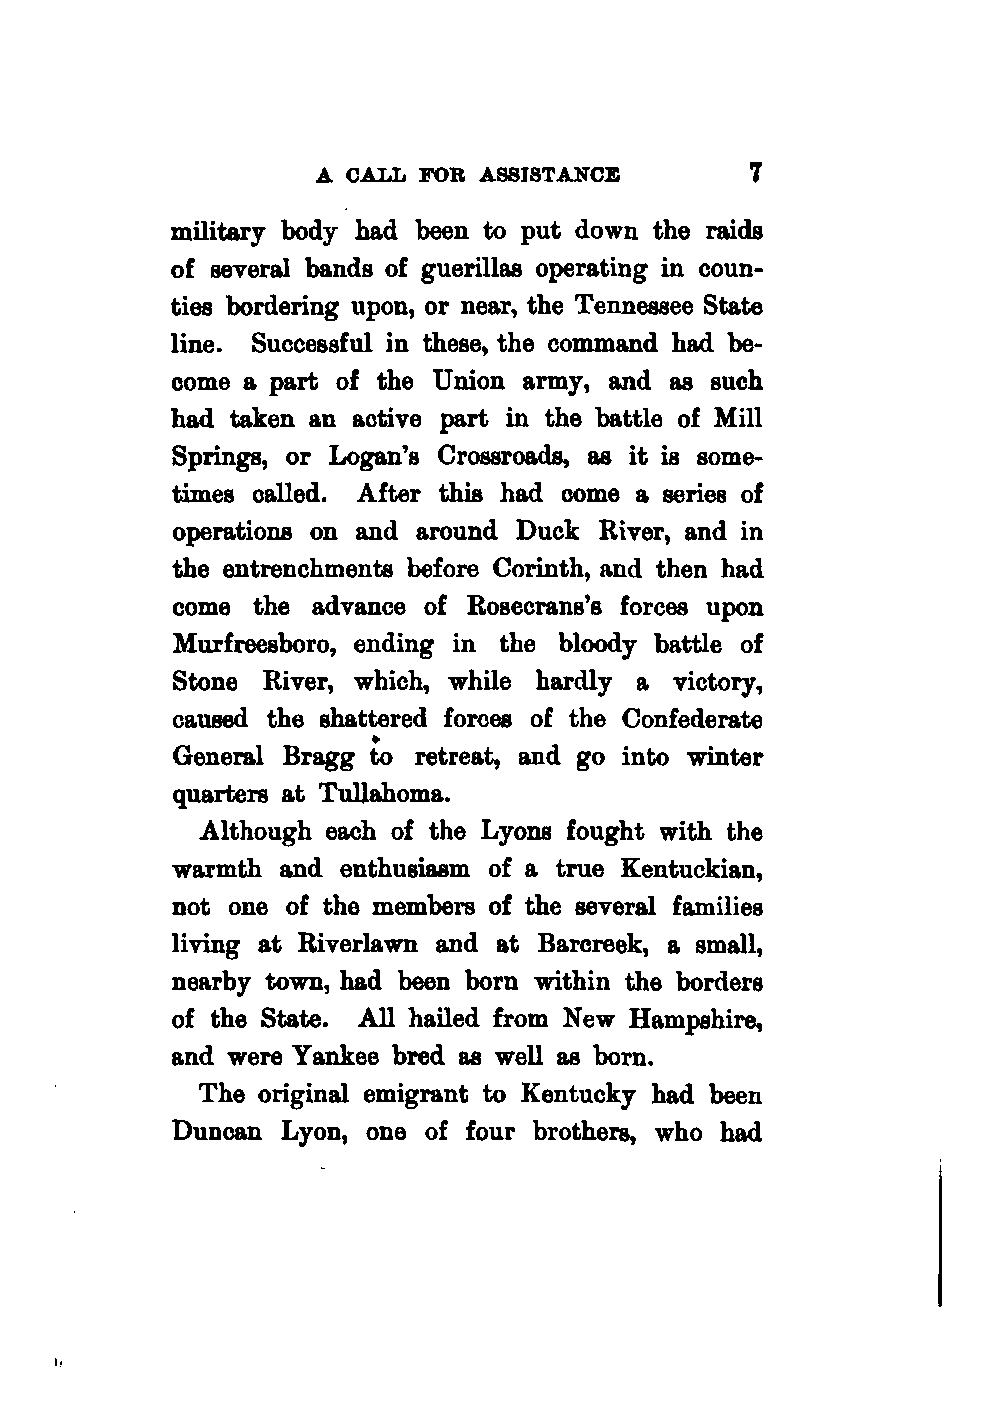 A CALL FOR ASSISTANCE 7
military body had been to put down the raids
of several bands of guerillas operating in coun-
ties bordering upon, or near, the Tennessee State
line. Successful in these, the command had be-
come a part of the Union army, and as such
had taken an active part in the battle of Mill
Springs, or Logan's Crossroads, as it is some-
times called. After this had come a series of
operations on and around Duck River, and in
the entrenchments before Corinth, and then had
come the advance of Rosecrans's forces upon
Murfreesboro, ending in the bloody battle of
Stone River, which, while hardly a victory,
caused the shattered forces of the Confederate
General Bragg to retreat, and go into winter
quarters at Tullahoma.
Although each of the Lyons fought with the
warmth and enthusiasm of a true Kentuckian,
not one of the members of the several families
living at Riverlawn and at Barcreek, a small,
nearby town, had been born within the borders
of the State. All hailed from New Hampshire,
and were Yankee bred as well as born.
The original emigrant to Kentucky had been
Duncan Lyon, one of four brothers, who had